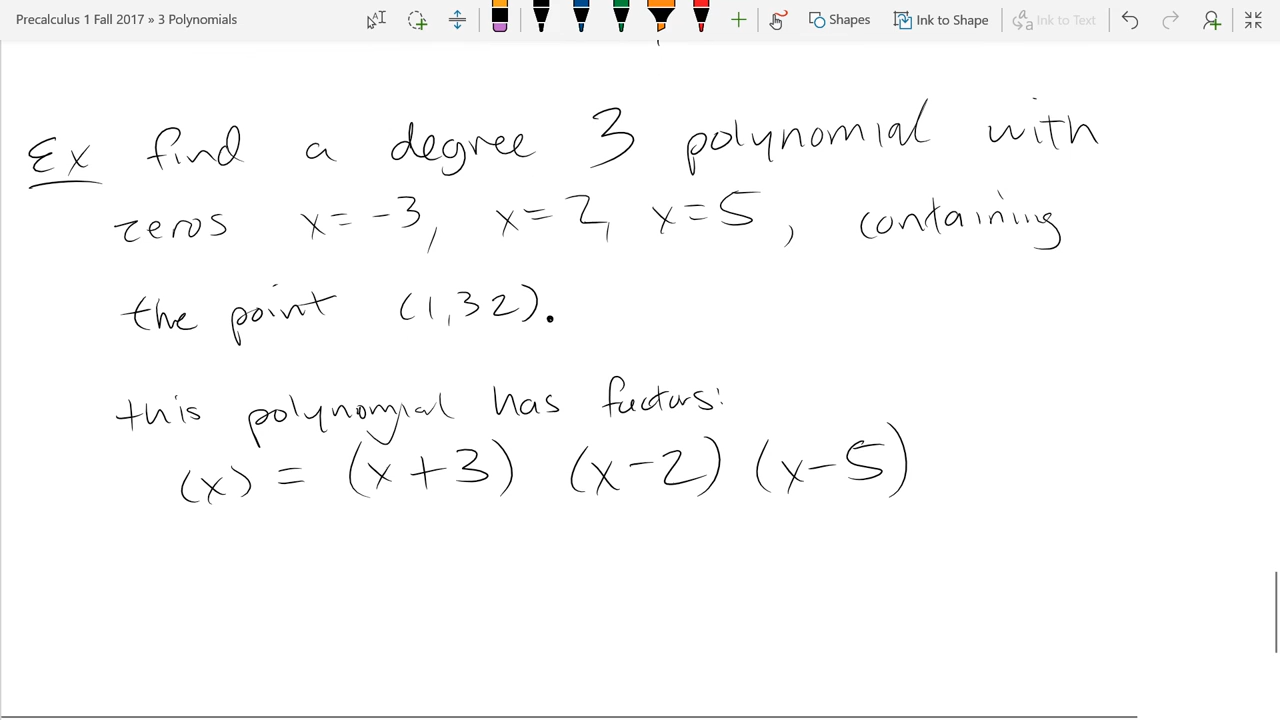 Precalculus 1 Fall 2017 » 3 Polynomials
Shapes
Ink to Shape
Ink to Text
Ex find a degree 3 polynomial with
zeros x=-3, x=2, x=5, containing
the point (1,32).
this polynomial has factors:
(x) = (x+3) (x-2) (x-5)